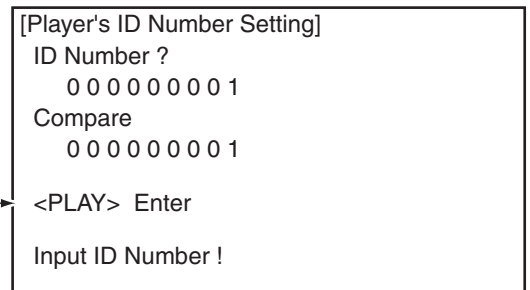 [Player's ID Number Setting]
ID Number ?
0 0 0 0 0 0 0 0 1
Compare
0 0 0 0 0 0 0 0 1
<PLAY> Enter
Input ID Number !